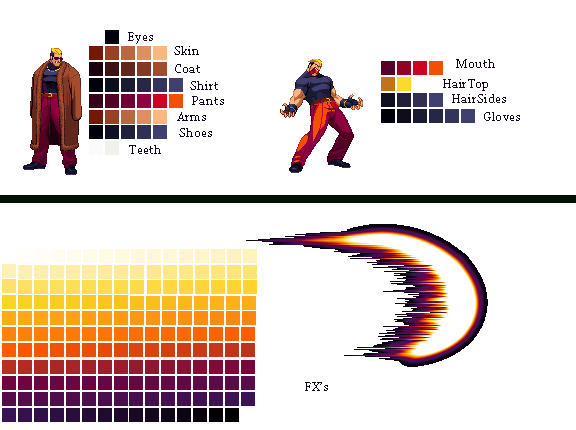 Eyes
Skin
Coat
Shirt
Pants
Arms
Shoes
Teeth
Mouth
HairTop
HairSides
Gloves
FX's